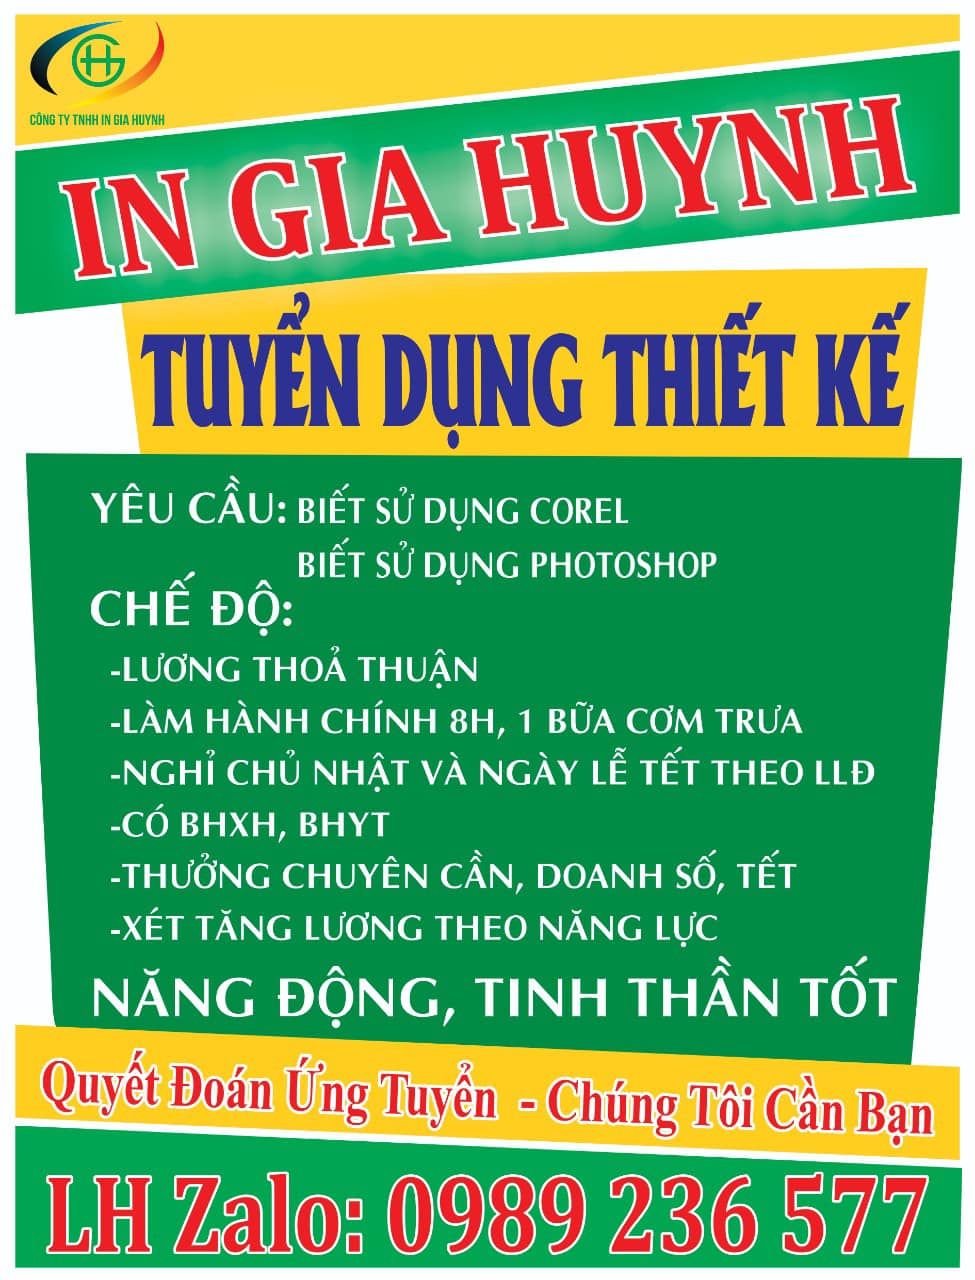 CÔNG TY TNHH IN GIA HUYNH
IN GIA HUYNH
TUYỂN DỤNG THIẾT KẾ
YÊU CẦU: BIẾT SỬ DỤNG COREL
BIẾT SỬ DỤNG PHOTOSHOP
CHẾ ĐỘ:
-LƯƠNG THOẢ THUẬN
-LÀM HÀNH CHÍNH 8H, 1 BỮA CƠM TRƯA
-NGHỈ CHỦ NHẬT VÀ NGÀY LỄ TẾT THEO LLĐ
-CÓ BHXH, BHYT
-THƯỞNG CHUYÊN CẦN, DOANH SỐ, TẾT
-XÉT TĂNG LƯƠNG THEO NĂNG LỰC
NĂNG ĐỘNG, TINH THẦN TỐT
Quyết Đoán Ứng Tuyển - Chúng Tôi Cần Bạn
LH Zalo: 0989 236 577